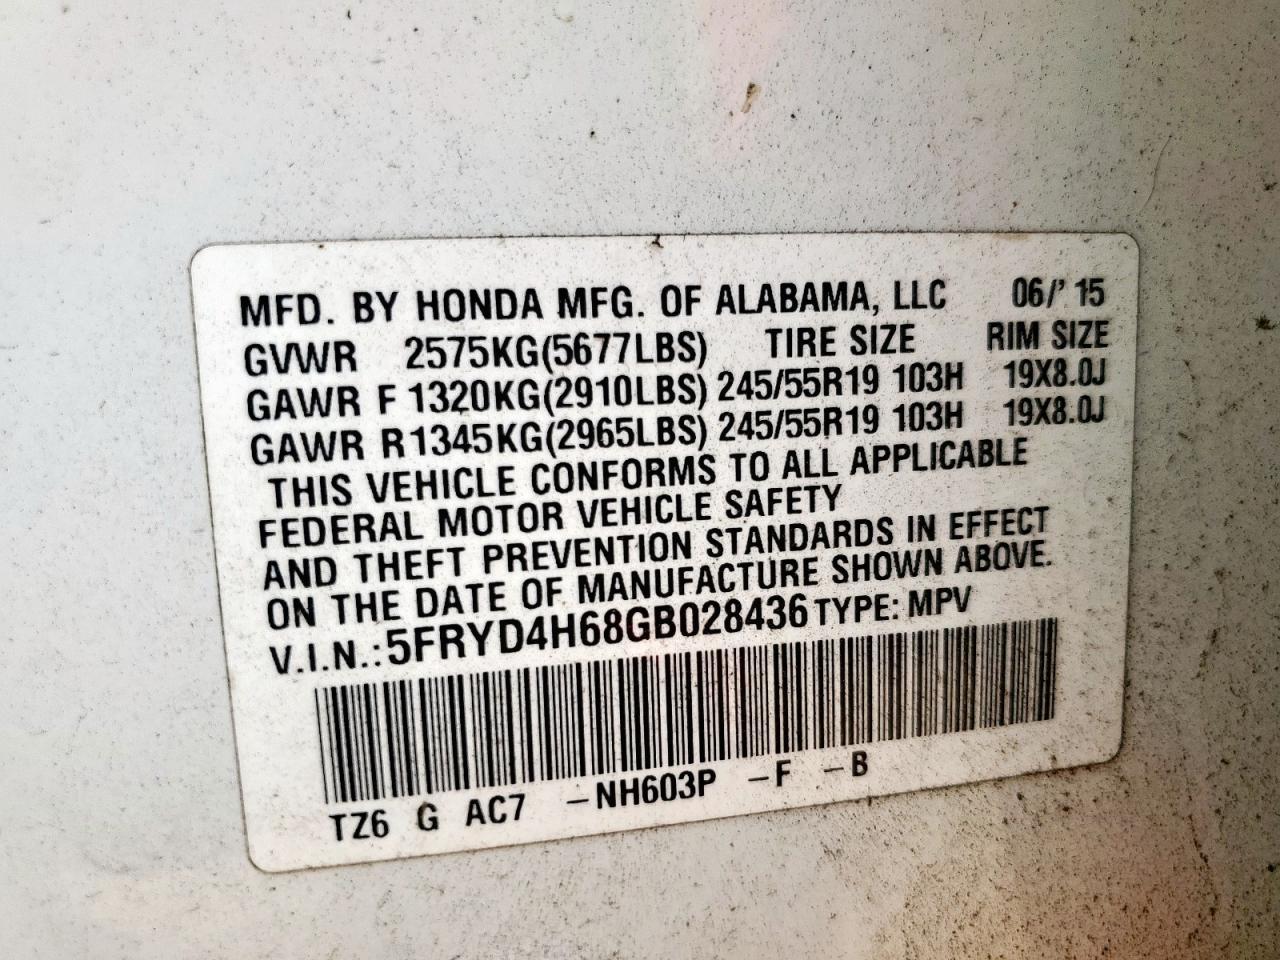 MFD. BY HONDA MFG. OF ALABAMA, LLC 06/' 15
GVWR 2575KG(5677LBS) TIRE SIZE RIM SIZE
GAWR F 1320KG(2910LBS) 245/55R19 103H 19X8.0J
GAWR R1345KG(2965LBS) 245/55R19 103H 19X8.0J
THIS VEHICLE CONFORMS TO ALL APPLICABLE
FEDERAL MOTOR VEHICLE SAFETY
AND THEFT PREVENTION STANDARDS IN EFFECT
ON THE DATE OF MANUFACTURE SHOWN ABOVE.
V.I.N.:5FRYD4H68GB028436 TYPE: MPV
TZ6 G AC7 –NH603P –F –B